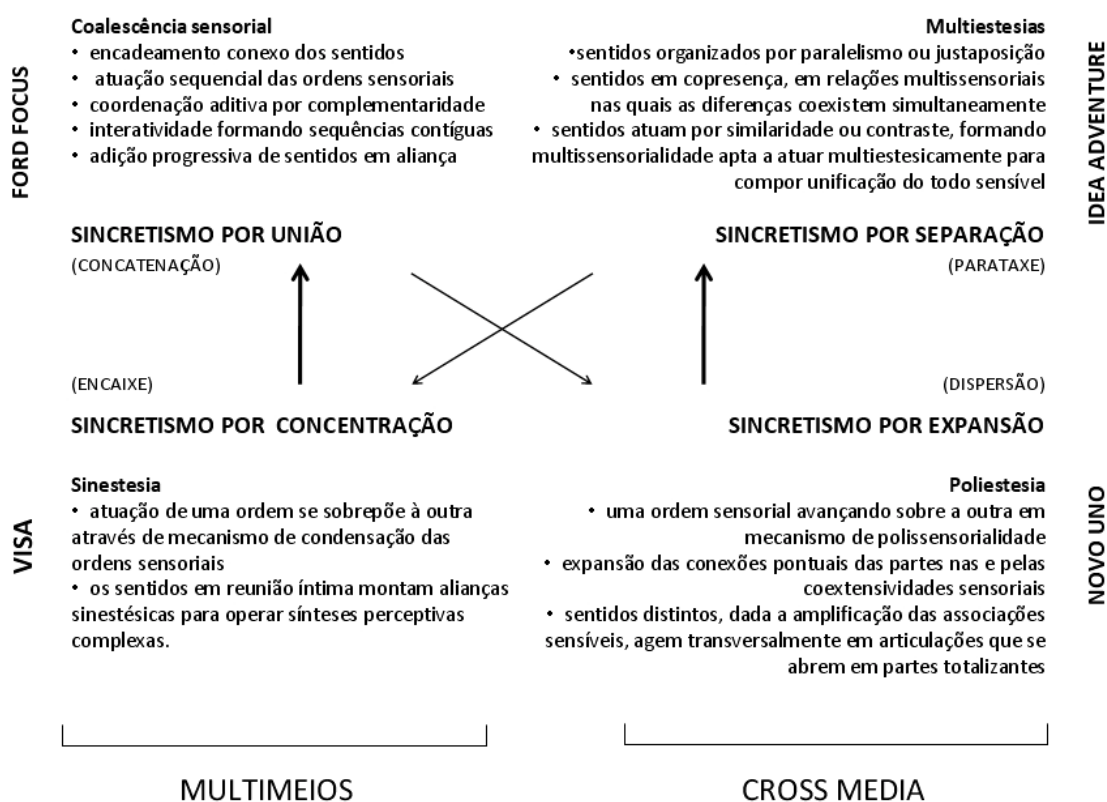 FORD FOCUS
Coalescência sensorial
• encadeamento conexo dos sentidos
• atuação sequencial das ordens sensoriais
• coordenação aditiva por complementaridade
• interatividade formando sequências contíguas
• adição progressiva de sentidos em aliança
SINCRETISMO POR UNIÃO
(CONCATENAÇÃO)
IDEA ADVENTURE
Multiestesias
•sentidos organizados por paralelismo ou justaposição
• sentidos em copresença, em relações multissensoriais
nas quais as diferenças coexistem simultaneamente
• sentidos atuam por similaridade ou contraste, formando
multissensorialidade apta a atuar multiestesicamente para
compor unificação do todo sensível
SINCRETISMO POR SEPARAÇÃO
(PARATAXE)
(ENCAIXE)
SINCRETISMO POR CONCENTRAÇÃO
VISA
Sinestesia
• atuação de uma ordem se sobrepõe à outra
através de mecanismo de condensação das
ordens sensoriais
• os sentidos em reunião íntima montam alianças
sinestésicas para operar sínteses perceptivas
complexas.
(DISPERSÃO)
SINCRETISMO POR EXPANSÃO
NOVO UNO
Poliestesia
• uma ordem sensorial avançando sobre a outra em
mecanismo de polissensorialidade
• expansão das conexões pontuais das partes nas e pelas
coextensividades sensoriais
• sentidos distintos, dada a amplificação das associações
sensíveis, agem transversalmente em articulações que se
abrem em partes totalizantes
MULTIMEIOS
CROSS MEDIA